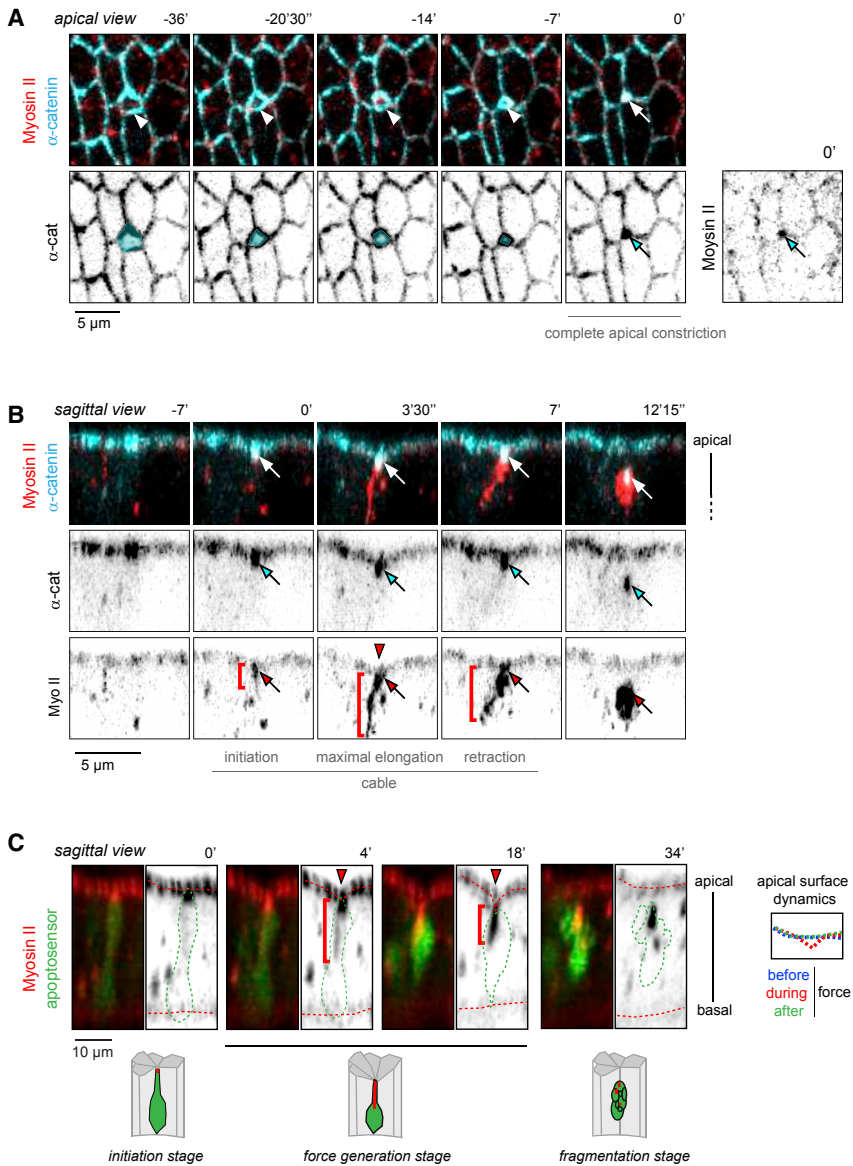 A
apical view
-36’
-20’30’’
-14’
-7’
0’
Myosin II
α-catenin
α-cat
0’
Moysin II
5 µm
complete apical constriction
B
sagittal view
-7’
0’
3’30’’
7’
12’15’’
Myosin II
α-catenin
apical
α-cat
Myo II
5 µm
initiation
maximal elongation
retraction
cable
C
sagittal view
0’
4’
18’
34’
Myosin II
apoptosensor
apical
basal
apical surface
dynamics
before
during
after
force
10 µm
initiation stage
force generation stage
fragmentation stage